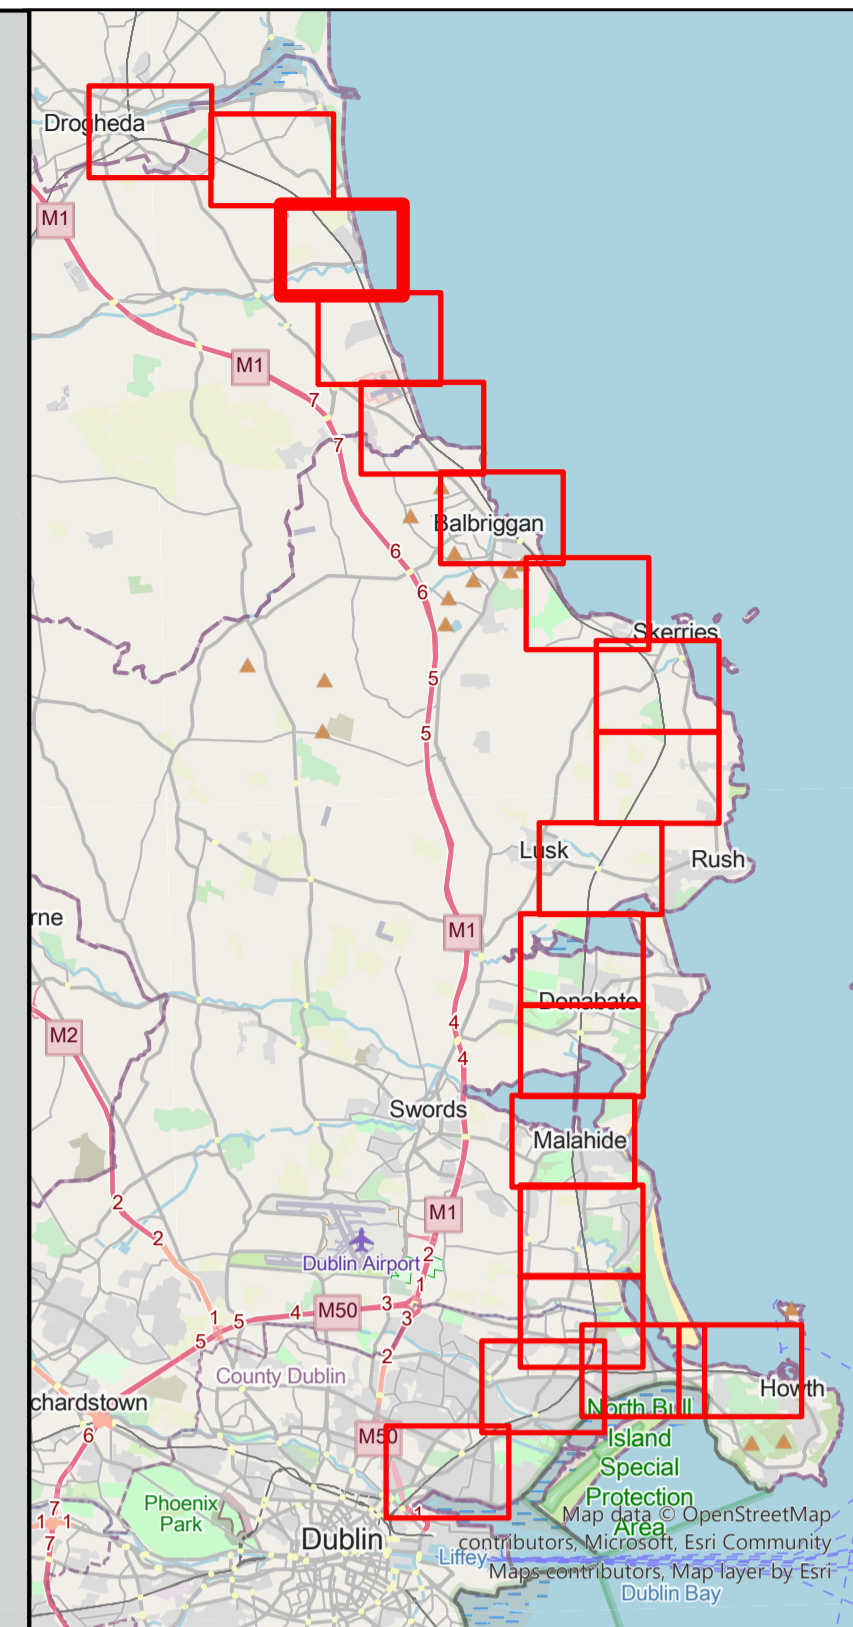 Drogheda
M1
M1
7
7
Balbriggan
6
6
Skerries
5
5
Lusk
Rush
rne
M1
Donabate
4
M2
4
Swords
Malahide
2
M1
2
2
Dublin Airport
1
3
4
M50
1
5
3
5
2
County Dublin
Howth
chardstown
North Bull
Island
Special
Protection
Area
6
M50
7
Phoenix
Park
1
1
1
7
Dublin
Liffey
Map data © OpenStreetMap
contributors, Microsoft, Esri Community
Maps contributors, Map layer by Esri
Dublin Bay